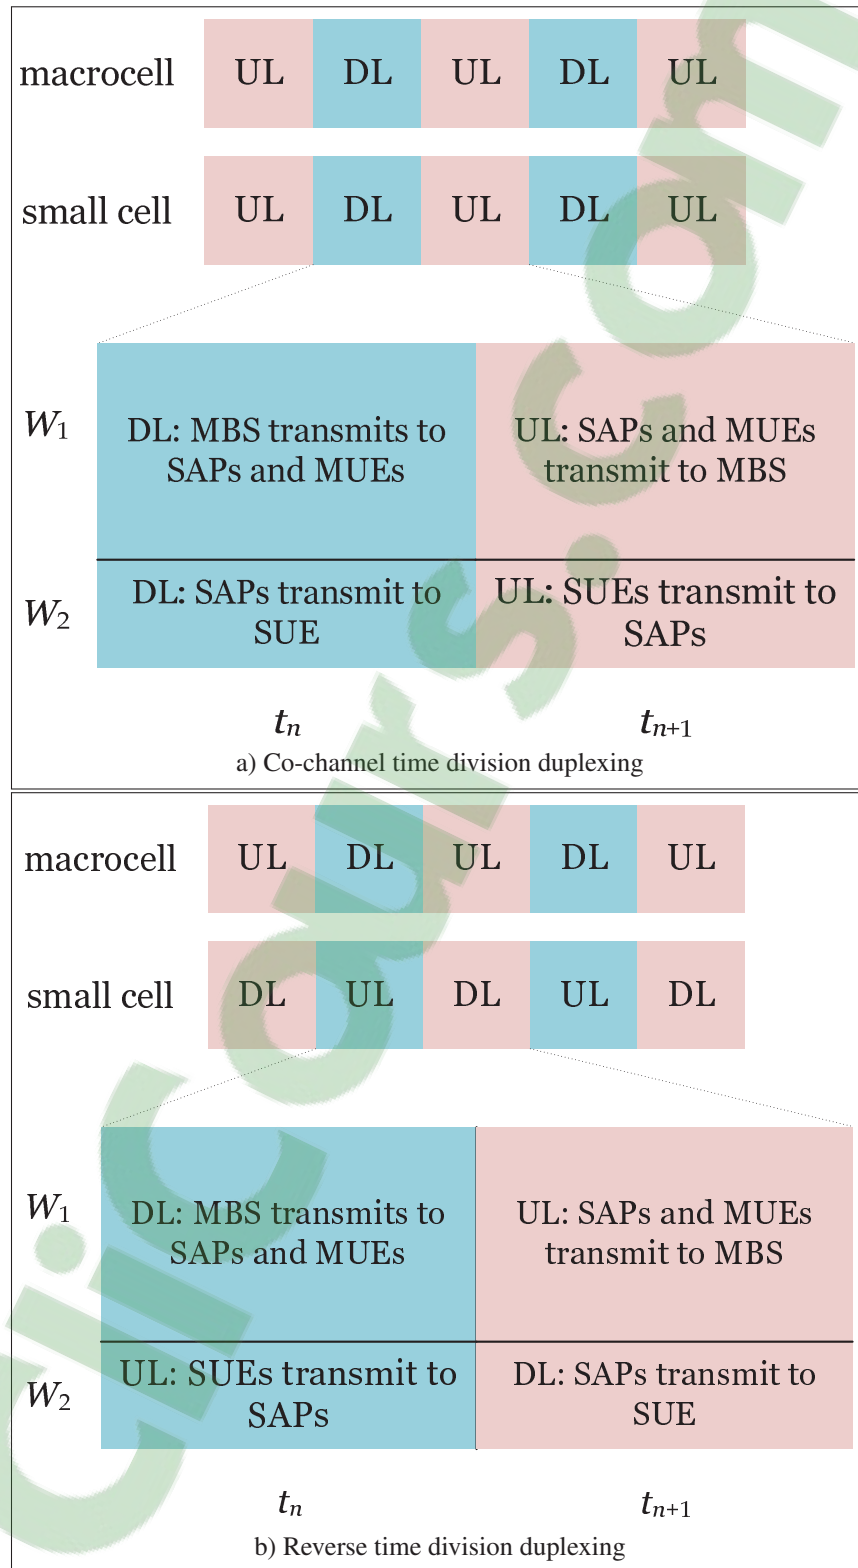 macrocell UL DL UL DL UL
small cell UL DL UL DL UL
W1 DL: MBS transmits to SAPs and MUEs
UL: SAPs and MUEs transmit to MBS
W2 DL: SAPs transmit to SUE
UL: SUEs transmit to SAPs
tn tn+1
a) Co-channel time division duplexing
macrocell UL DL UL DL UL
small cell DL UL DL UL DL
W1 DL: MBS transmits to SAPs and MUEs
UL: SAPs and MUEs transmit to MBS
W2 UL: SUEs transmit to SAPs
DL: SAPs transmit to SUE
tn tn+1
b) Reverse time division duplexing
Clicours.com